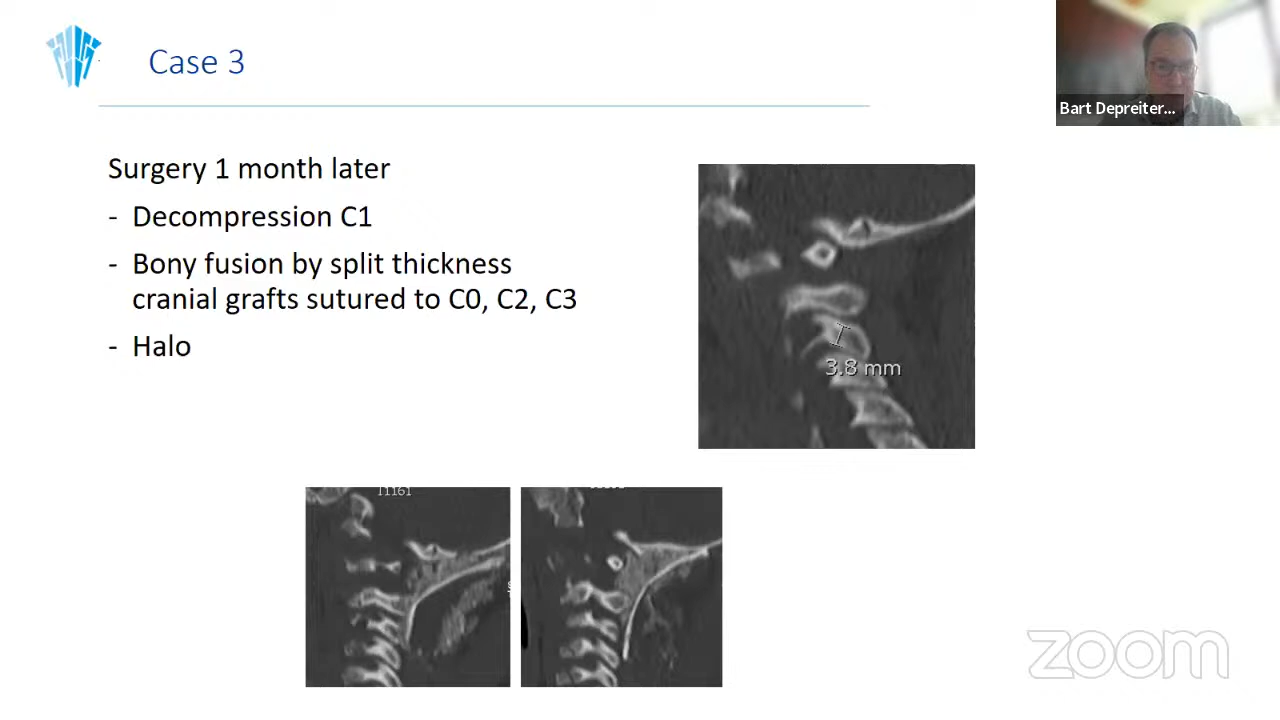 Case 3
Bart Depreiter...
Surgery 1 month later
- Decompression C1
- Bony fusion by split thickness
cranial grafts sutured to C0, C2, C3
- Halo
3.8 mm
11161
zoom